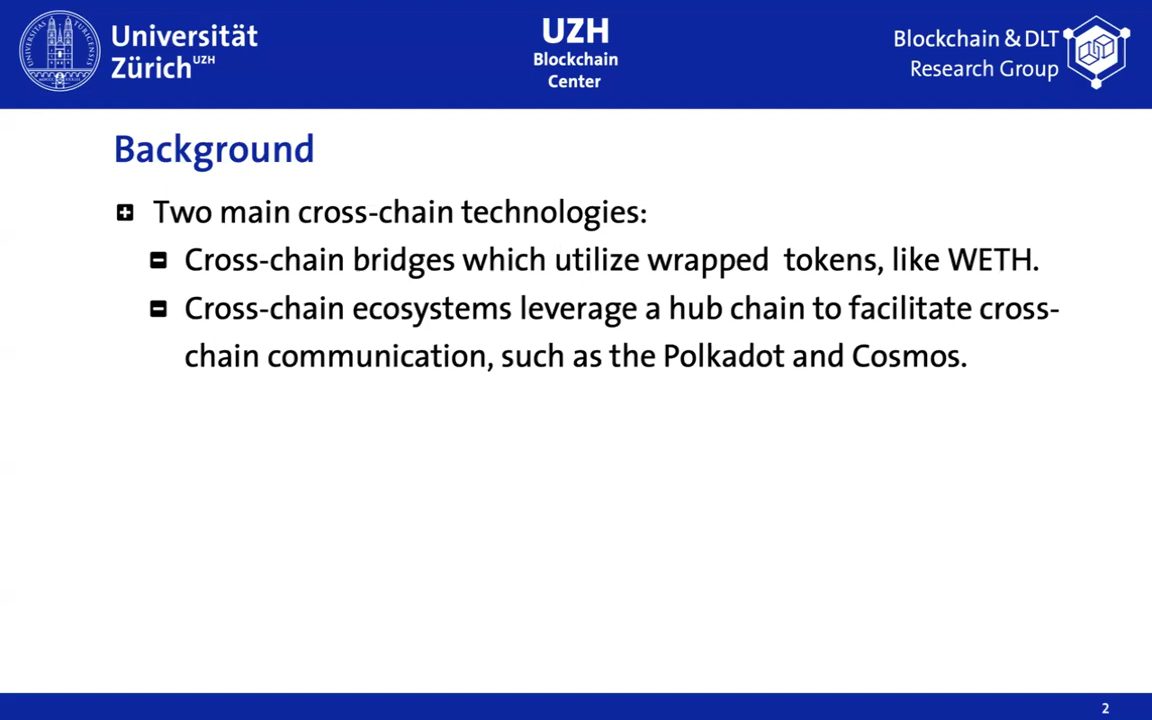 Universität
Zürich UZH
UZH
Blockchain
Center
Blockchain & DLT
Research Group
Background
Two main cross-chain technologies:
Cross-chain bridges which utilize wrapped  tokens, like WETH.
Cross-chain ecosystems leverage a hub chain to facilitate cross-
chain communication, such as the Polkadot and Cosmos.
2